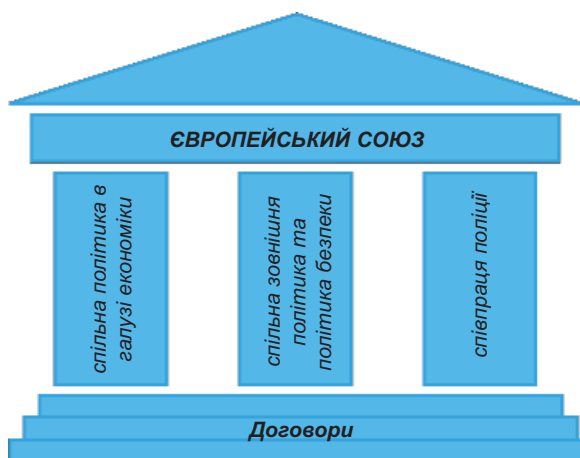 ЄВРОПЕЙСЬКИЙ СОЮЗ
спільна політика в
галузі економіки
спільна зовнішня
політика та
політика безпеки
співпраця поліції
Договори